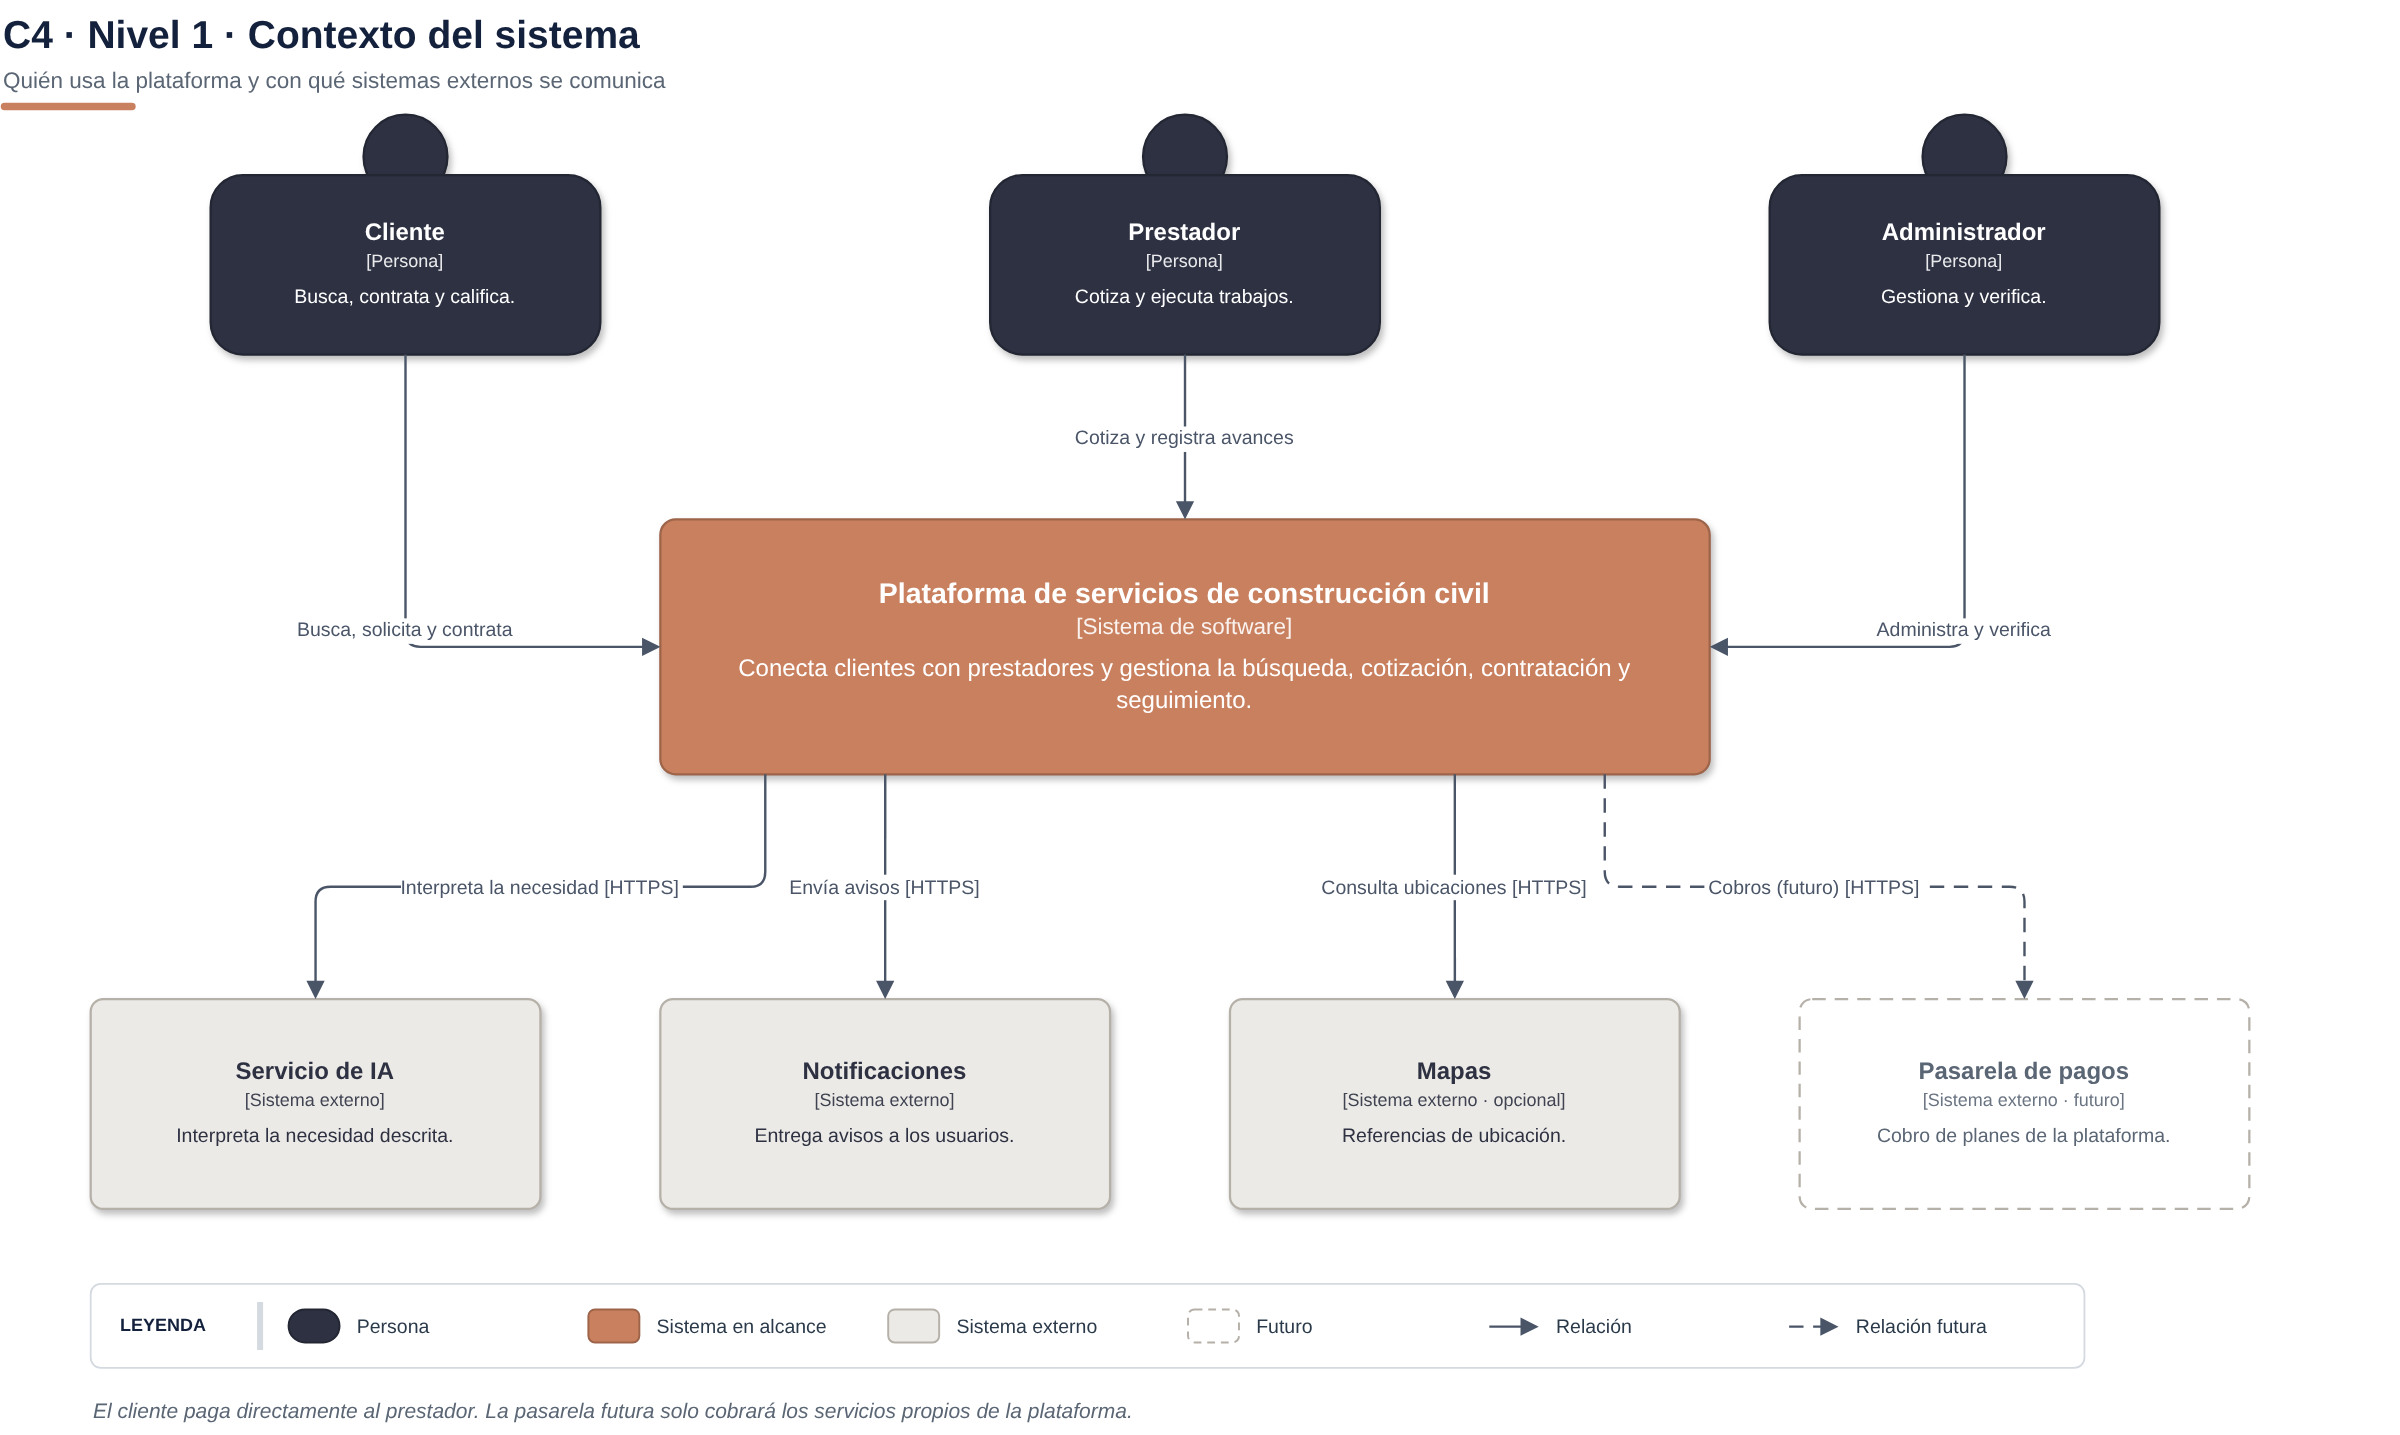 C4 · Nivel 1 · Contexto del sistema
Quién usa la plataforma y con qué sistemas externos se comunica
Cliente
[Persona]
Busca, contrata y califica.
Prestador
[Persona]
Cotiza y ejecuta trabajos.
Administrador
[Persona]
Gestiona y verifica.
Cotiza y registra avances
Busca, solicita y contrata
Administra y verifica
Plataforma de servicios de construcción civil
[Sistema de software]
Conecta clientes con prestadores y gestiona la búsqueda, cotización, contratación y
seguimiento.
Interpreta la necesidad [HTTPS]
Envía avisos [HTTPS]
Consulta ubicaciones [HTTPS]
Cobros (futuro) [HTTPS]
Servicio de IA
[Sistema externo]
Interpreta la necesidad descrita.
Notificaciones
[Sistema externo]
Entrega avisos a los usuarios.
Mapas
[Sistema externo · opcional]
Referencias de ubicación.
Pasarela de pagos
[Sistema externo · futuro]
Cobro de planes de la plataforma.
LEYENDA
Persona
Sistema en alcance
Sistema externo
Futuro
Relación
Relación futura
El cliente paga directamente al prestador. La pasarela futura solo cobrará los servicios propios de la plataforma.